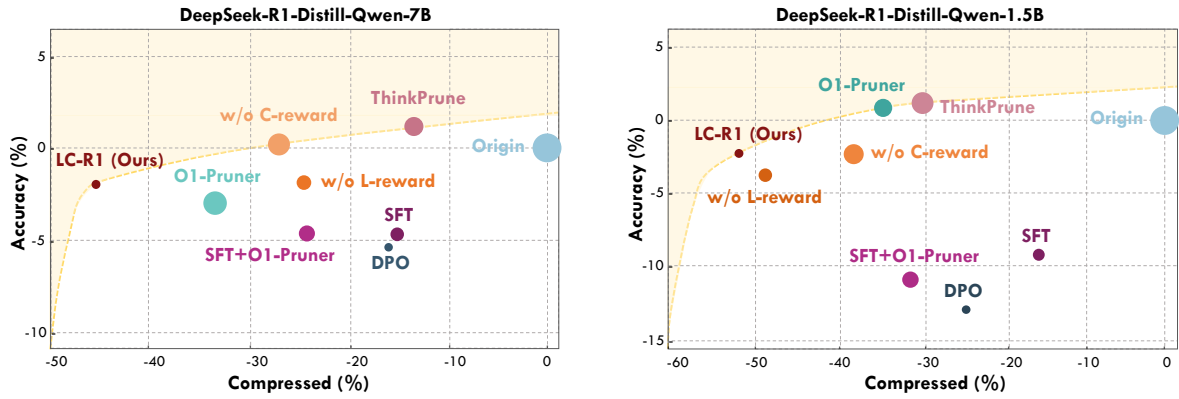 DeepSeek-R1-Distill-Qwen-7B
5
0
-5
-10
Accuracy (%)
ThinkPrune
w/o C-reward
Origin
LC-R1 (Ours)
O1-Pruner
w/o L-reward
SFT
SFT+O1-Pruner
DPO
-50
-40
-30
-20
-10
0
Compressed (%)
DeepSeek-R1-Distill-Qwen-1.5B
5
0
-5
-10
-15
Accuracy (%)
O1-Pruner
ThinkPrune
Origin
LC-R1 (Ours)
w/o C-reward
w/o L-reward
SFT
SFT+O1-Pruner
DPO
-60
-50
-40
-30
-20
-10
0
Compressed (%)